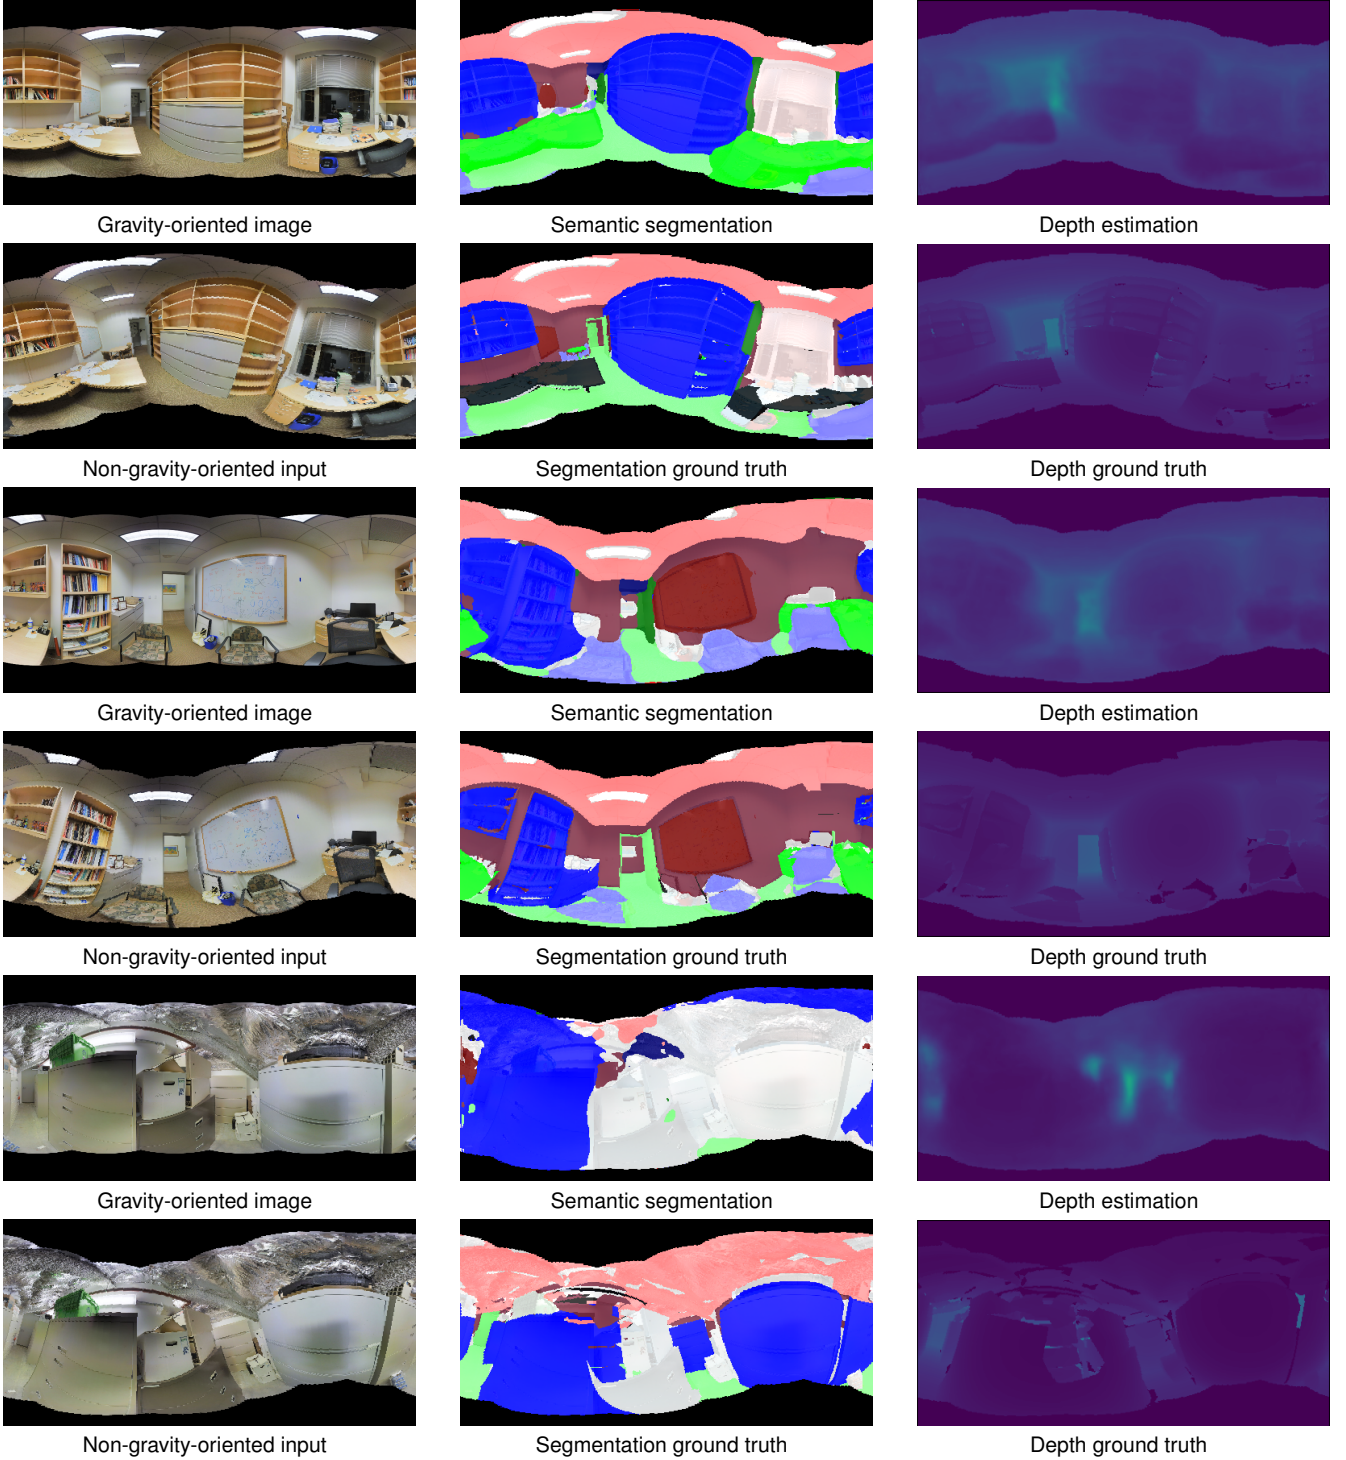 Gravity-oriented image
Semantic segmentation
Depth estimation
Non-gravity-oriented input
Segmentation ground truth
Depth ground truth
Gravity-oriented image
Semantic segmentation
Depth estimation
Non-gravity-oriented input
Segmentation ground truth
Depth ground truth
Gravity-oriented image
Semantic segmentation
Depth estimation
Non-gravity-oriented input
Segmentation ground truth
Depth ground truth